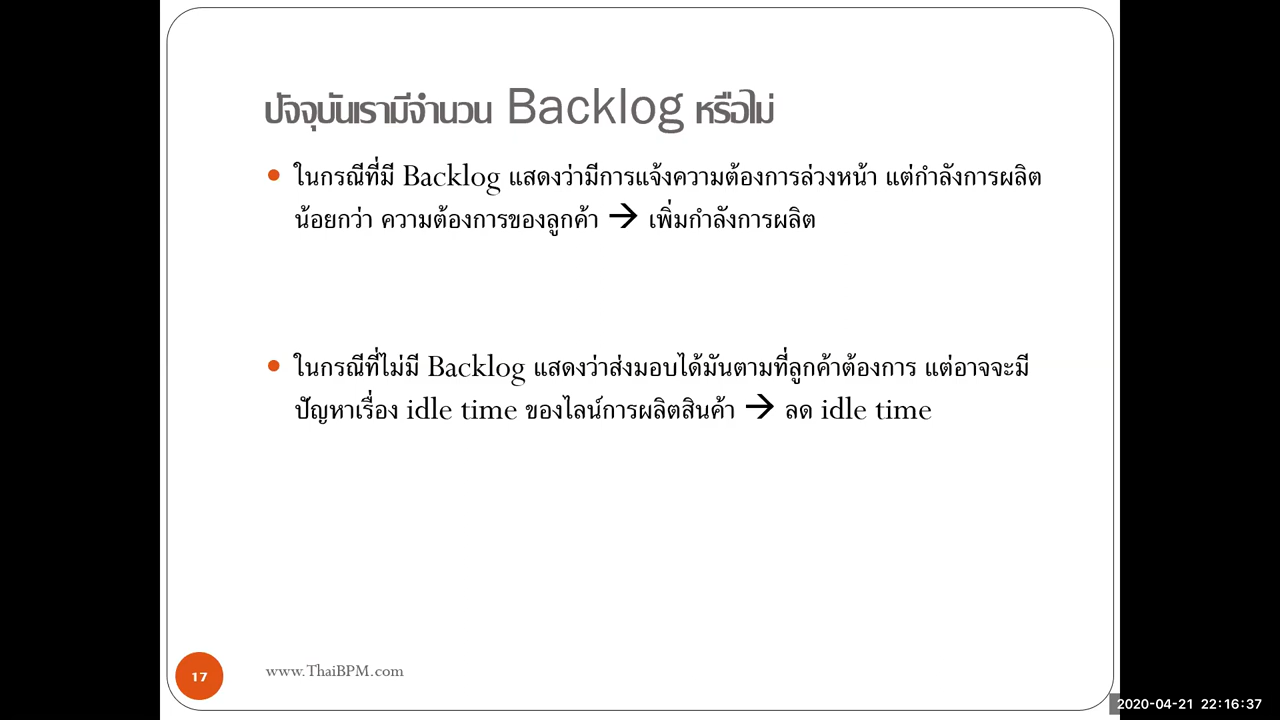 ปัจจุบันเรามีจำนวน Backlog หรือไม่
• ในกรณีที่มี Backlog แสดงว่ามีการแจ้งความต้องการล่วงหน้า แต่กำลังการผลิต
น้อยกว่า ความต้องการของลูกค้า → เพิ่มกำลังการผลิต
• ในกรณีที่ไม่มี Backlog แสดงว่าส่งมอบได้มันตามที่ลูกค้าต้องการ แต่อาจจะมี
ปัญหาเรื่อง idle time ของไลน์การผลิตสินค้า → ลด idle time
17
www.ThaiBPM.com
2020-04-21 22:16:37